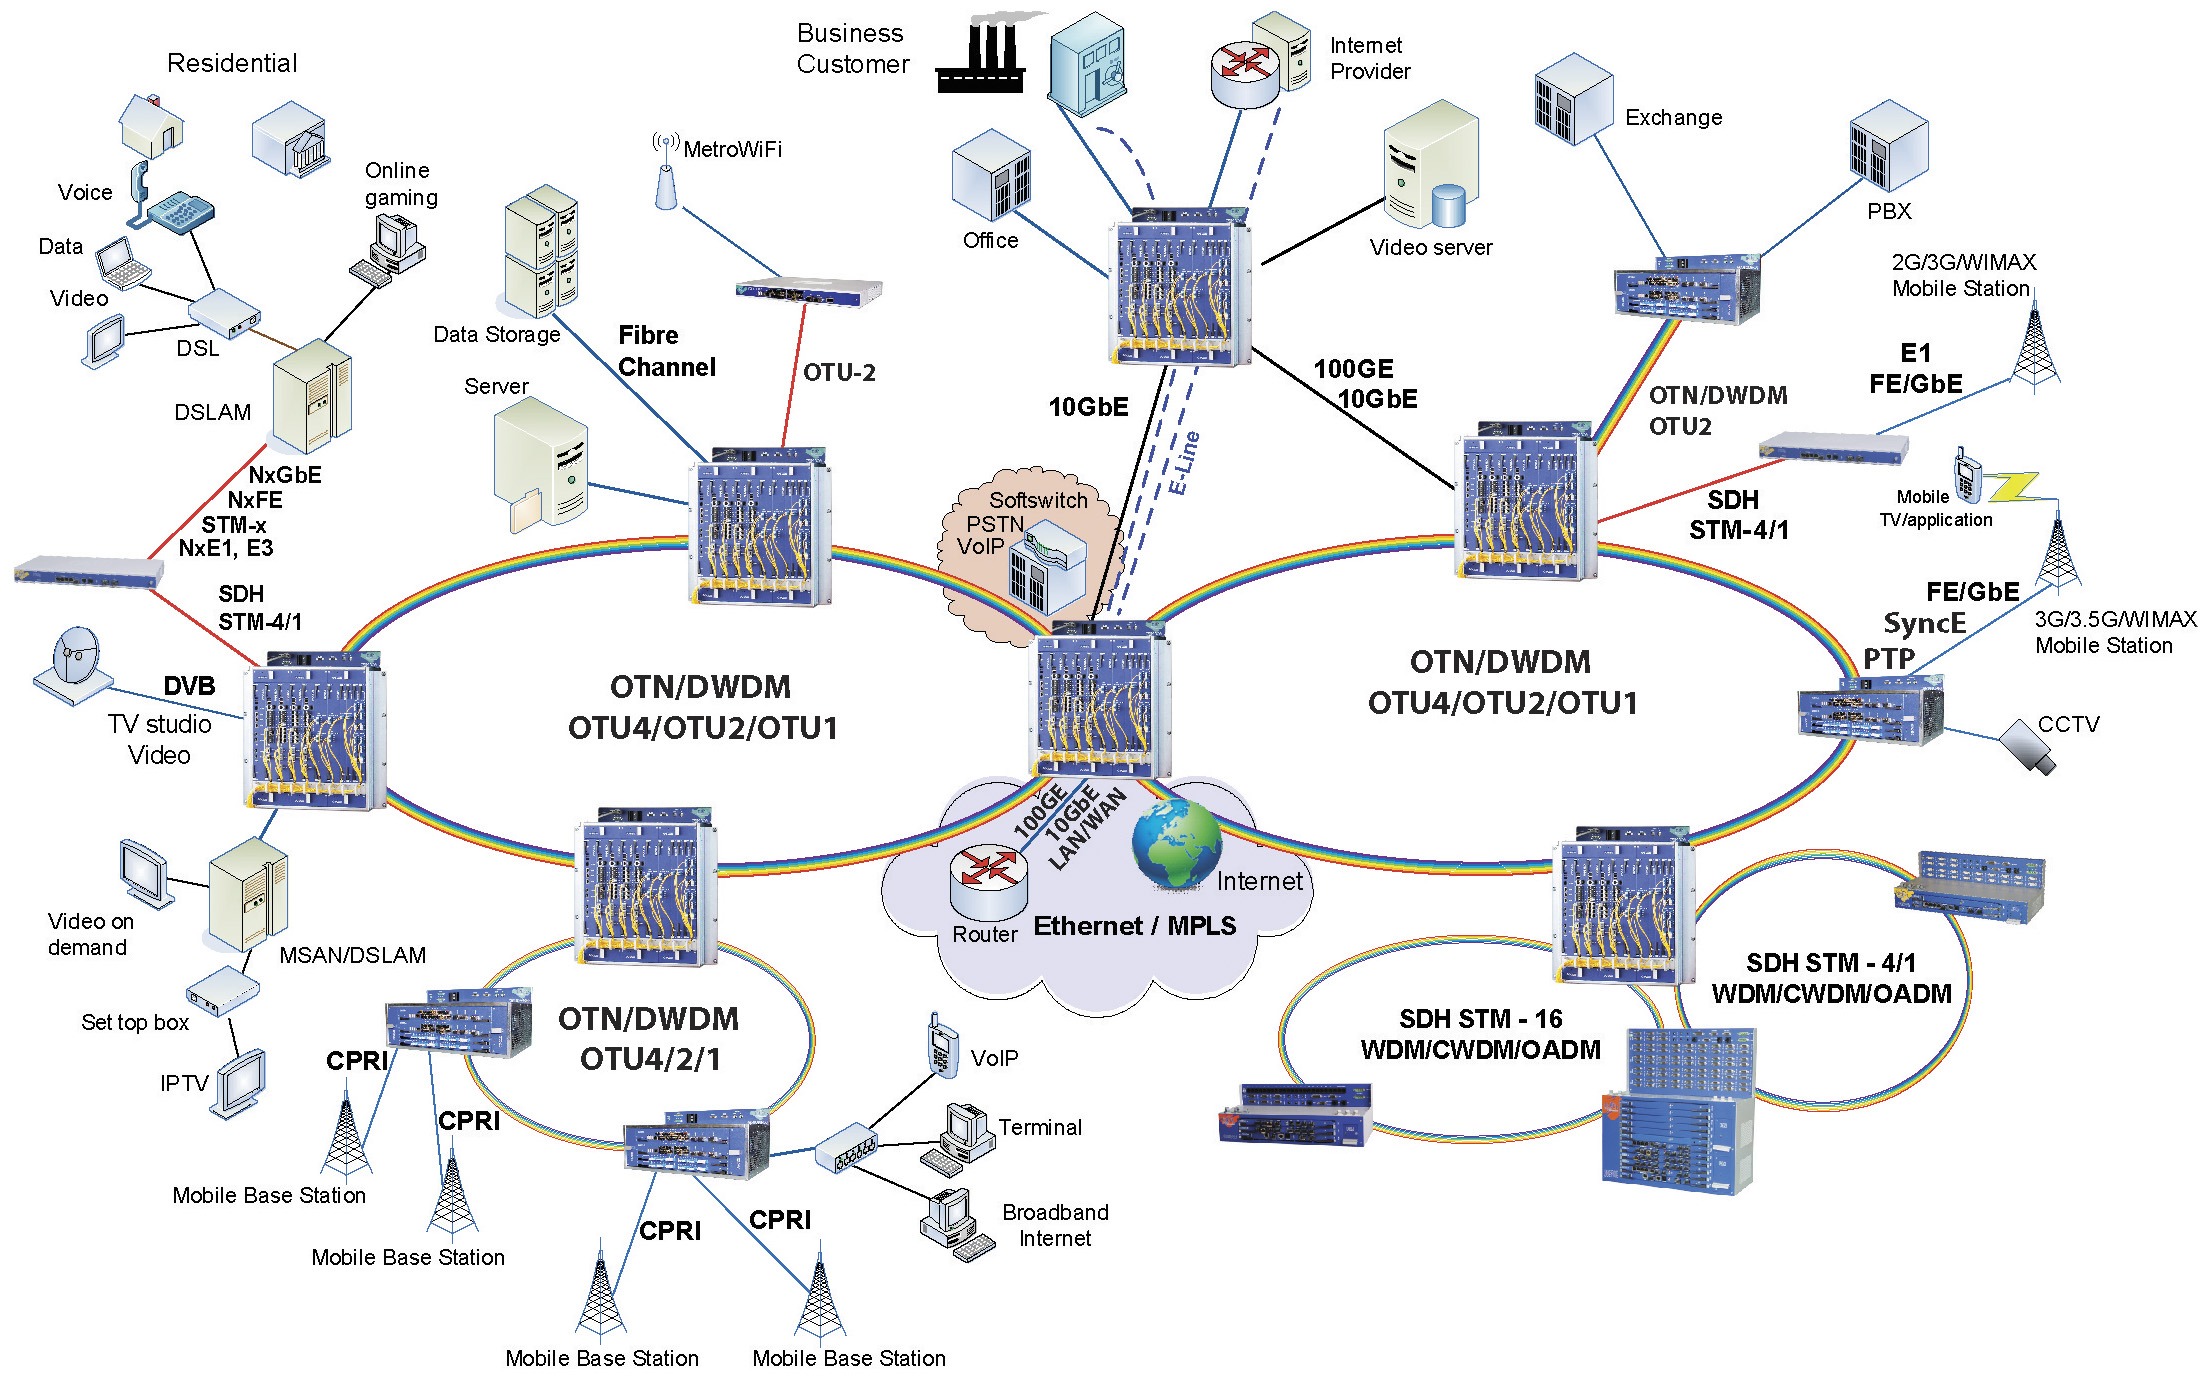 Residential
Voice
Data
Video
Online
gaming
DSL
DSLAM
NxGbE
NxFE
STM-x
NxE1, E3
SDH
STM-4/1
DVB
TV studio
Video
Video on
demand
MSAN/DSLAM
Set top box
IPTV
MetroWiFi
Data Storage
Fibre
Channel
OTU-2
Server
OTN/DWDM
OTU4/OTU2/OTU1
OTN/DWDM
OTU4/2/1
CPRI
CPRI
Mobile Base Station
Mobile Base Station
CPRI
CPRI
Mobile Base Station
Mobile Base Station
VoIP
Terminal
Broadband
Internet
Business
Customer
Internet
Provider
Office
Video server
10GbE
E-Line
100GE
10GbE
Softswitch
PSTN
VoIP
100GE
10GbE
LAN/WAN
Router
Internet
Ethernet / MPLS
Exchange
PBX
2G/3G/WIMAX
Mobile Station
E1
FE/GbE
OTN/DWDM
OTU2
SDH
STM-4/1
Mobile
TV/application
FE/GbE
SyncE
PTP
3G/3.5G/WIMAX
Mobile Station
CCTV
OTN/DWDM
OTU4/OTU2/OTU1
SDH STM - 4/1
WDM/CWDM/OADM
SDH STM - 16
WDM/CWDM/OADM